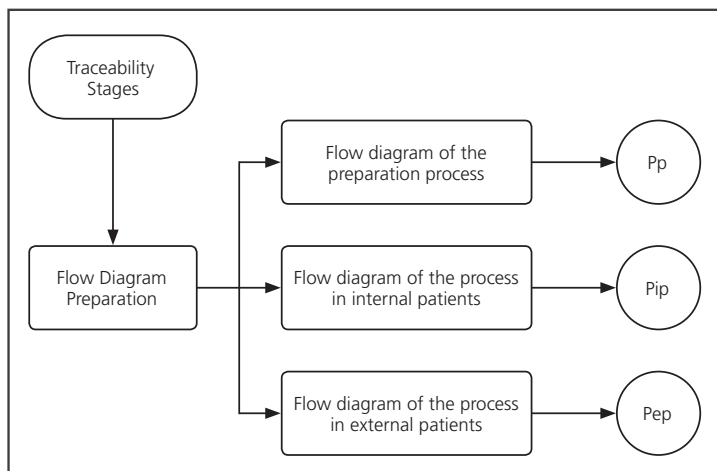 Traceability
Stages
Flow Diagram
Preparation
Flow diagram of the
preparation process
Pp
Flow diagram of the process
in internal patients
Pip
Flow diagram of the process
in external patients
Pep